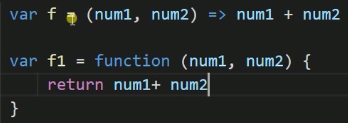 var f = (num1, num2) => num1 + num2
var f1 = function (num1, num2) {
    return num1+ num2
}